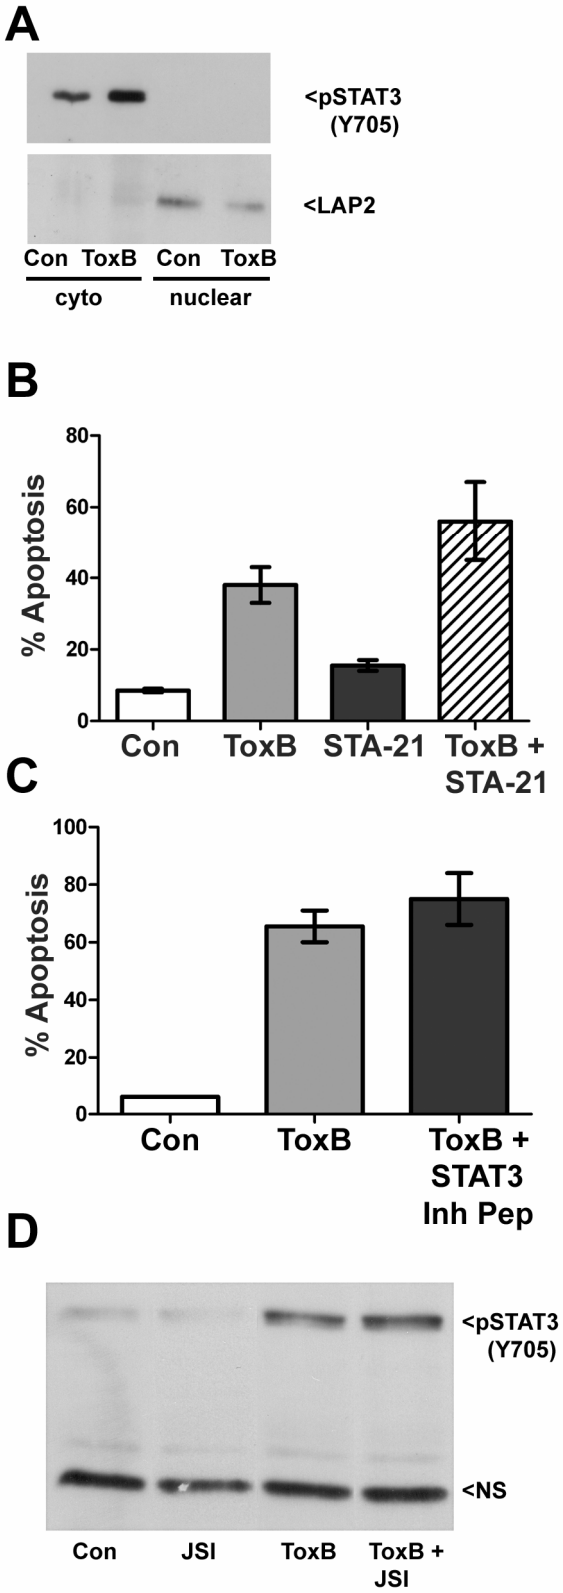 A
<pSTAT3
(Y705)
<LAP2
Con ToxB Con ToxB
cyto nuclear
B
% Apoptosis
80
60
40
20
0
Con ToxB STA-21 ToxB +
STA-21
C
% Apoptosis
100
80
60
40
20
0
Con ToxB ToxB +
STAT3
Inh Pep
D
<pSTAT3
(Y705)
<NS
Con JSI ToxB ToxB +
JSI